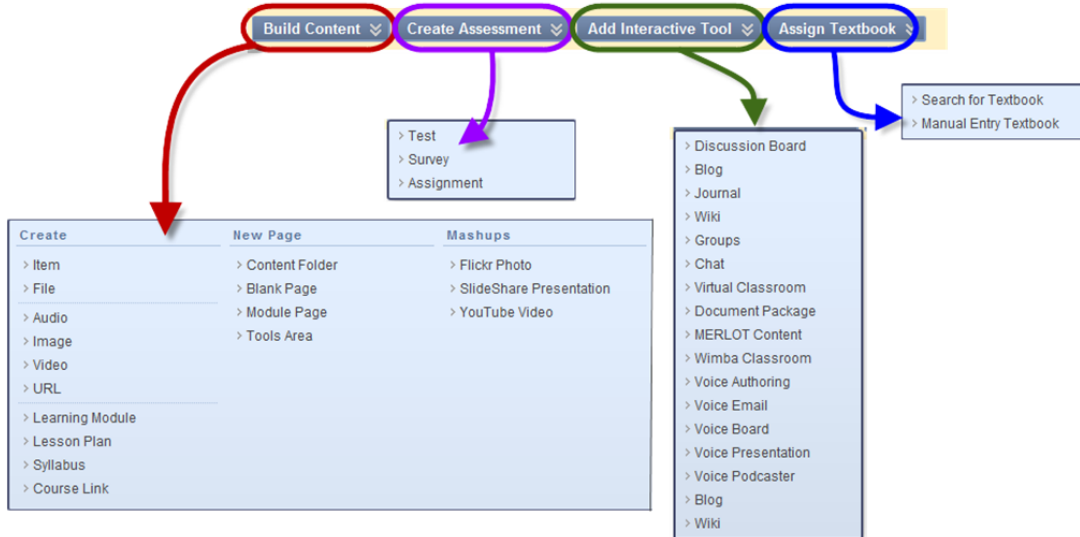 Build Content
Create Assessment
Add Interactive Tool
Assign Textbook
Create
Item
File
Audio
Image
Video
URL
Learning Module
Lesson Plan
Syllabus
Course Link
New Page
Content Folder
Blank Page
Module Page
Tools Area
Mashups
Flickr Photo
SlideShare Presentation
YouTube Video
Test
Survey
Assignment
Discussion Board
Blog
Journal
Wiki
Groups
Chat
Virtual Classroom
Document Package
MERLOT Content
Wimba Classroom
Voice Authoring
Voice Email
Voice Board
Voice Presentation
Voice Podcaster
Blog
Wiki
Search for Textbook
Manual Entry Textbook